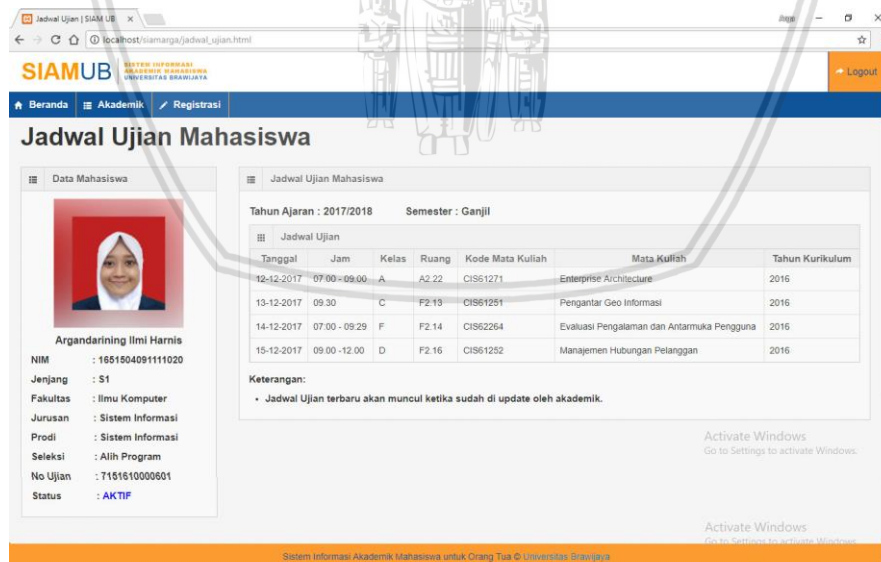 Jadwal Ujian | SIAM UB
localhost/siamarga/jadwal_ujian.html
SIAMUB SISTEM INFORMASI
AKADEMIK MAHASISWA
UNIVERSITAS BRAWIJAYA
Logout
Beranda Akademik Registrasi
Jadwal Ujian Mahasiswa
Data Mahasiswa
Argandarining Ilmi Harnis
NIM : 1651504091111020
Jenjang : S1
Fakultas : Ilmu Komputer
Jurusan : Sistem Informasi
Prodi : Sistem Informasi
Seleksi : Alih Program
No Ujian : 7151610000601
Status : AKTIF
Jadwal Ujian Mahasiswa
Tahun Ajaran : 2017/2018 Semester : Ganjil
Jadwal Ujian
Tanggal Jam Kelas Ruang Kode Mata Kuliah Mata Kuliah Tahun Kurikulum
12-12-2017 07:00 - 09:00 A A2.22 CIS61271 Enterprise Architecture 2016
13-12-2017 09.30 C F2.13 CIS61251 Pengantar Geo Informasi 2016
14-12-2017 07:00 - 09:29 F F2.14 CIS62264 Evaluasi Pengalaman dan Antarmuka Pengguna 2016
15-12-2017 09.00 -12.00 D F2.16 CIS61252 Manajemen Hubungan Pelanggan 2016
Keterangan:
• Jadwal Ujian terbaru akan muncul ketika sudah di update oleh akademik.
Activate Windows
Go to Settings to activate Windows.
Activate Windows
Go to Settings to activate Windows.
Sistem Informasi Akademik Mahasiswa untuk Orang Tua © Universitas Brawijaya